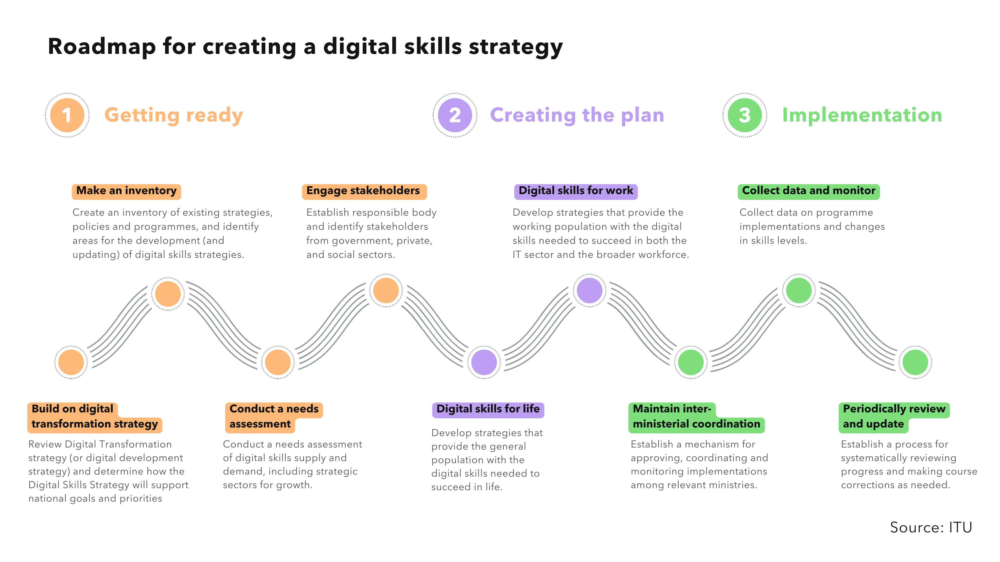 Roadmap for creating a digital skills strategy
1
Getting ready
2
Creating the plan
3
Implementation
Make an inventory
Create an inventory of existing strategies,
policies and programmes, and identify
areas for the development (and
updating) of digital skills strategies.
Engage stakeholders
Establish responsible body
and identify stakeholders
from government, private,
and social sectors.
Digital skills for work
Develop strategies that provide the
working population with the digital
skills needed to succeed in both the
IT sector and the broader workforce.
Collect data and monitor
Collect data on programme
implementations and changes
in skills levels.
Build on digital
transformation strategy
Review Digital Transformation
strategy (or digital development
strategy) and determine how the
Digital Skills Strategy will support
national goals and priorities
Conduct a needs
assessment
Conduct a needs assessment
of digital skills supply and
demand, including strategic
sectors for growth.
Digital skills for life
Develop strategies that
provide the general
population with the
digital skills needed to
succeed in life.
Maintain inter-
ministerial coordination
Establish a mechanism for
approving, coordinating and
monitoring implementations
among relevant ministries.
Periodically review
and update
Establish a process for
systematically reviewing
progress and making course
corrections as needed.
Source: ITU